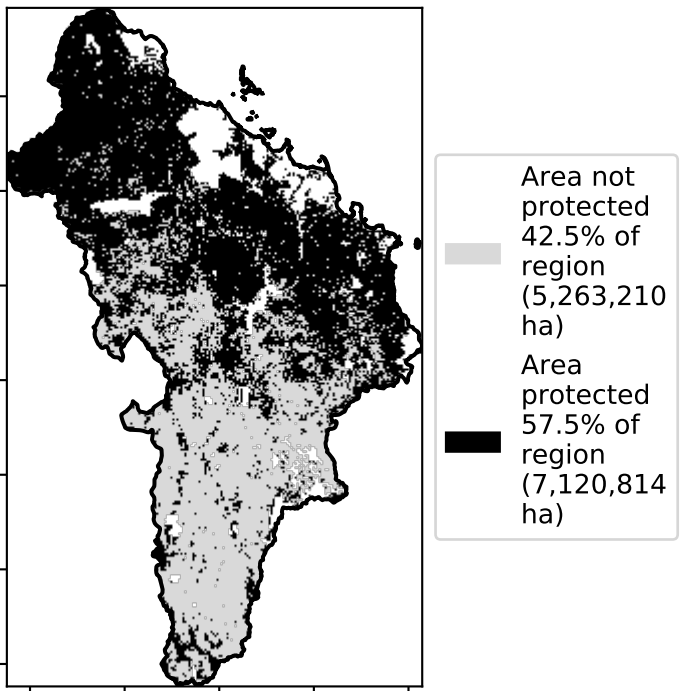 Area not
protected
42.5% of
region
(5,263,210
ha)
Area
protected
57.5% of
region
(7,120,814
ha)